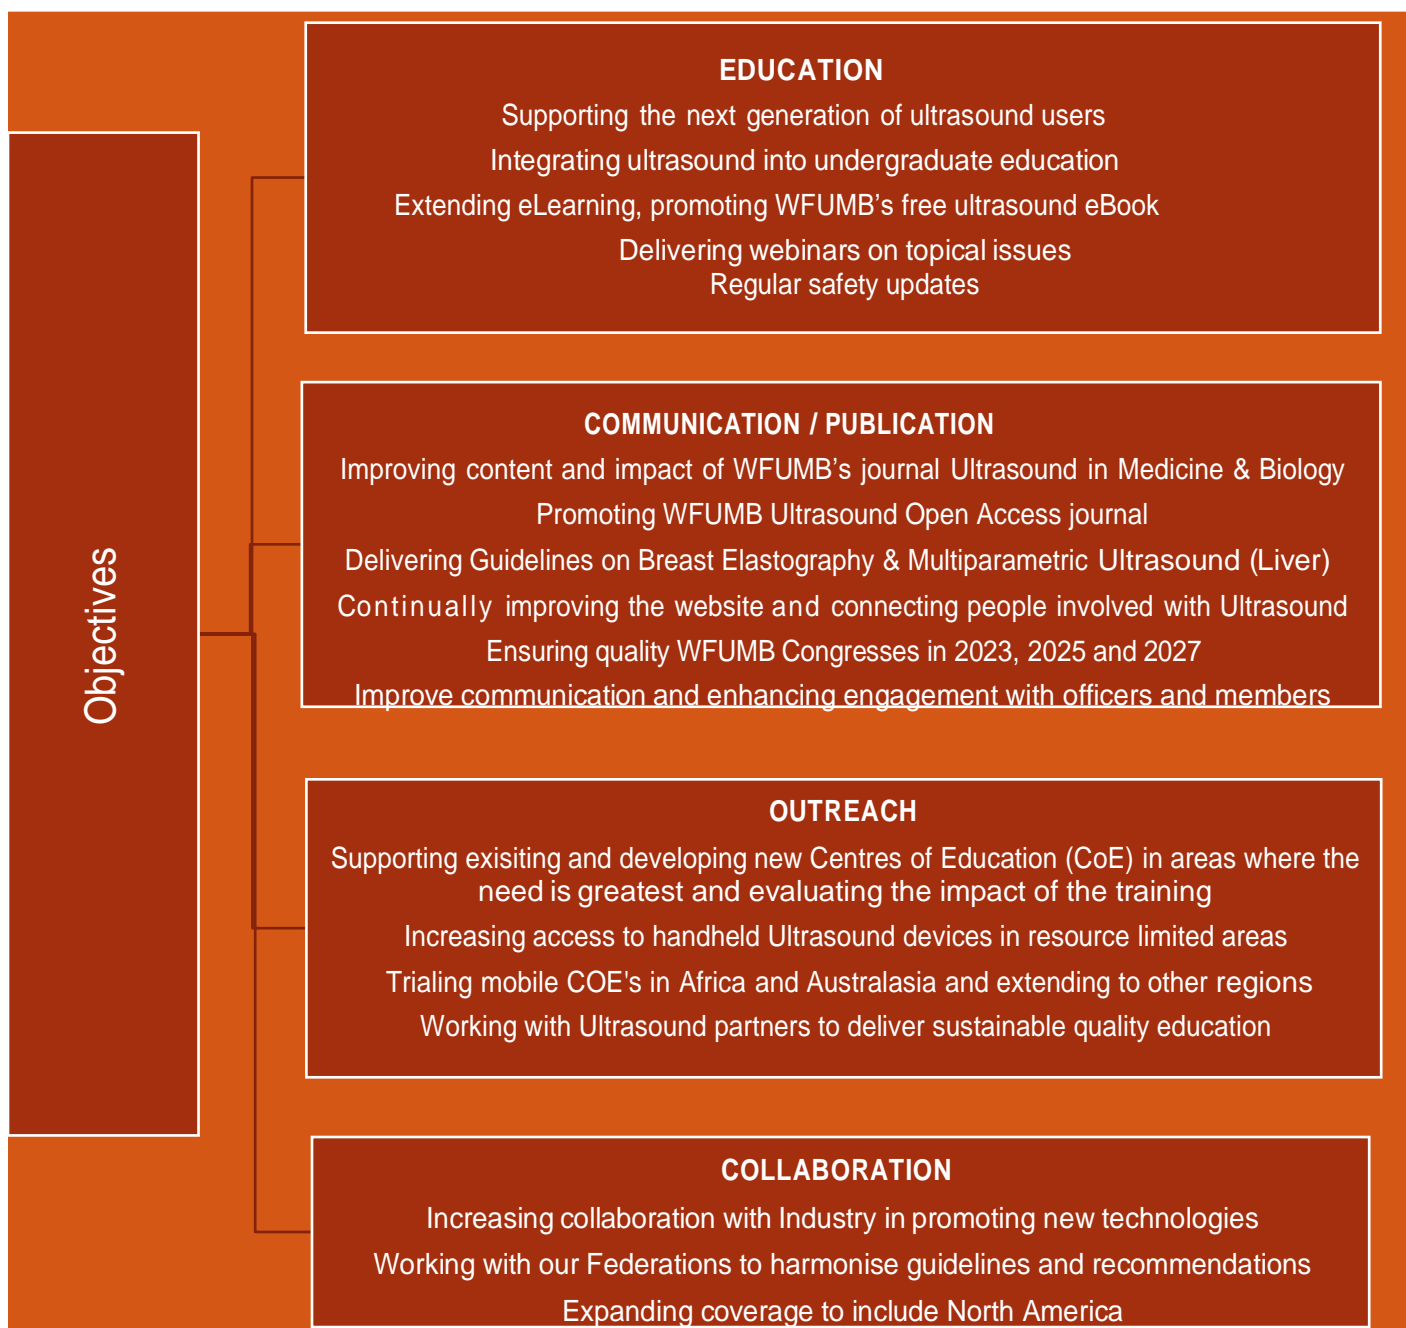 Objectives
EDUCATION
Supporting the next generation of ultrasound users
Integrating ultrasound into undergraduate education
Extending eLearning, promoting WFUMB’s free ultrasound eBook
Delivering webinars on topical issues
Regular safety updates
COMMUNICATION / PUBLICATION
Improving content and impact of WFUMB’s journal Ultrasound in Medicine & Biology
Promoting WFUMB Ultrasound Open Access journal
Delivering Guidelines on Breast Elastography & Multiparametric Ultrasound (Liver)
Continually improving the website and connecting people involved with Ultrasound
Ensuring quality WFUMB Congresses in 2023, 2025 and 2027
Improve communication and enhancing engagement with officers and members
OUTREACH
Supporting exisiting and developing new Centres of Education (CoE) in areas where the
need is greatest and evaluating the impact of the training
Increasing access to handheld Ultrasound devices in resource limited areas
Trialing mobile COE's in Africa and Australasia and extending to other regions
Working with Ultrasound partners to deliver sustainable quality education
COLLABORATION
Increasing collaboration with Industry in promoting new technologies
Working with our Federations to harmonise guidelines and recommendations
Expanding coverage to include North America